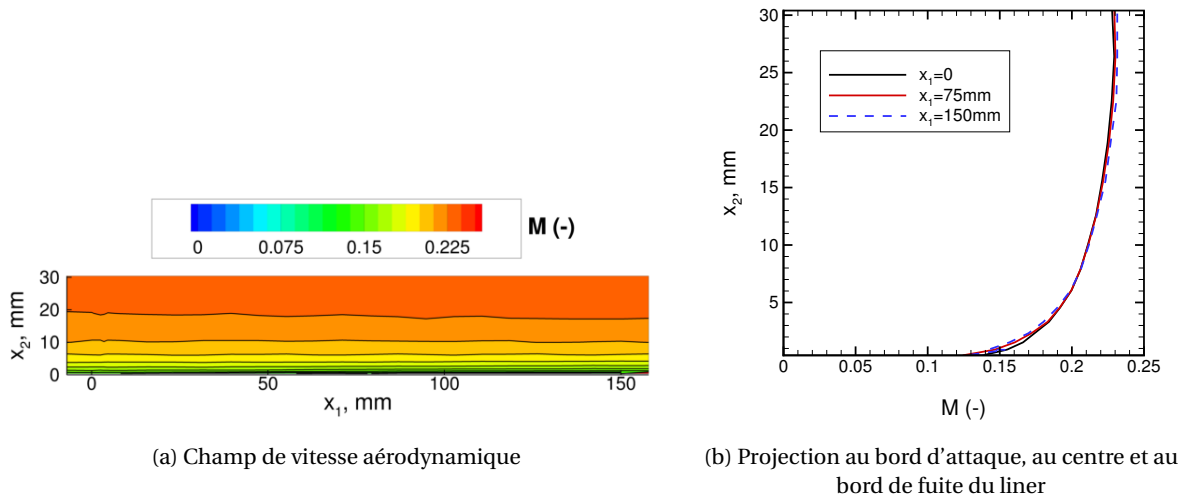 M (-)
0 0.075 0.15 0.225
30
20
10
0
x₂, mm
0 50 100 150
x₁, mm
(a) Champ de vitesse aérodynamique
30
25
20
15
10
5
x₂, mm
x₁=0
x₁=75mm
x₁=150mm
0 0.05 0.1 0.15 0.2 0.25
M (-)
(b) Projection au bord d'attaque, au centre et au
bord de fuite du liner